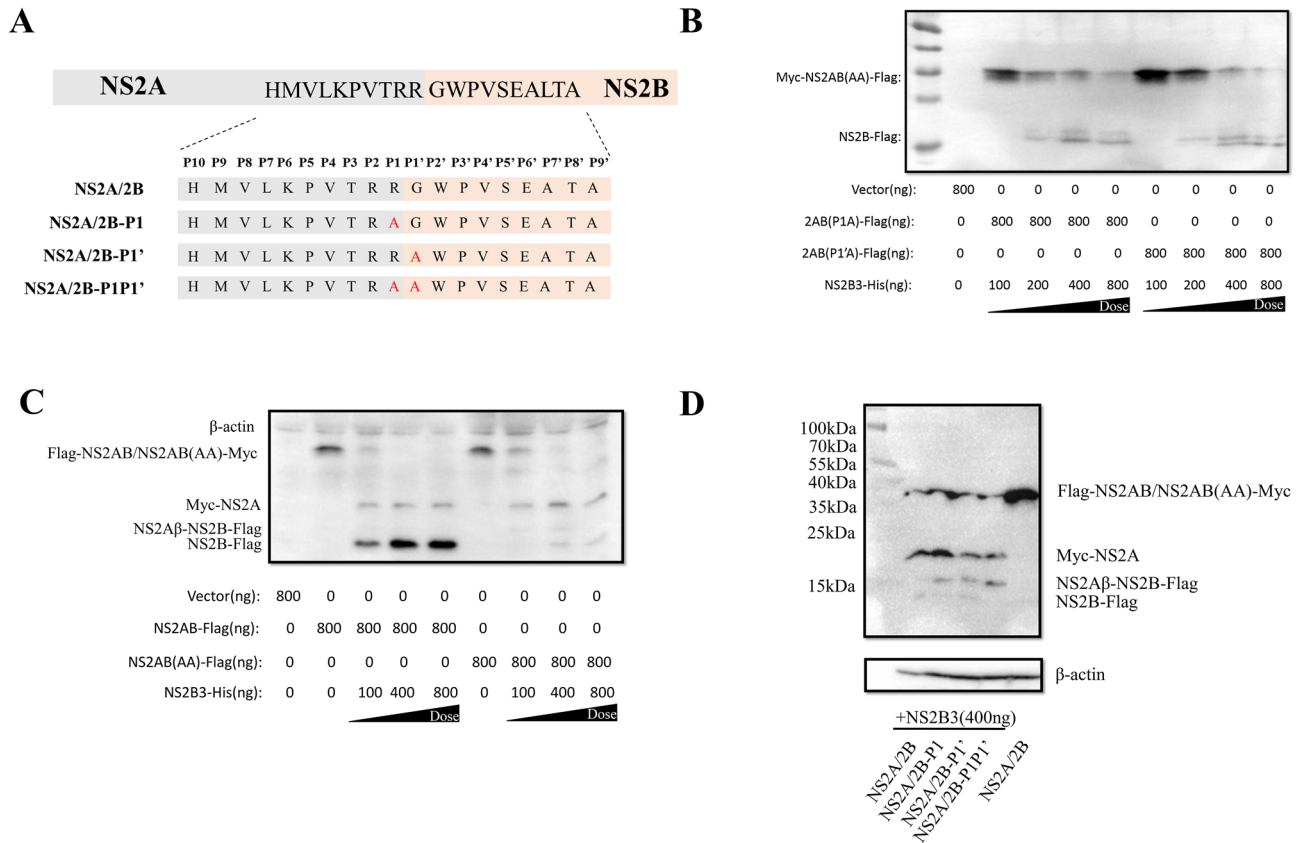 A
NS2A HMVLKPVTRR GWPVSEALTA NS2B
P10 P9 P8 P7 P6 P5 P4 P3 P2 P1 P1' P2' P3' P4' P5' P6' P7' P8' P9'
NS2A/2B H M V L K P V T R R G W P V S E A T A
NS2A/2B-P1 H M V L K P V T R A G W P V S E A T A
NS2A/2B-P1' H M V L K P V T R R A W P V S E A T A
NS2A/2B-P1P1' H M V L K P V T R A A W P V S E A T A
B
Myc-NS2AB(AA)-Flag:
NS2B-Flag:
Vector(ng): 800 0 0 0 0 0 0 0 0
2AB(P1A)-Flag(ng) 0 800 800 800 800 0 0 0 0
2AB(P1'A)-Flag(ng) 0 0 0 0 0 800 800 800 800
NS2B3-His(ng) 0 100 200 400 800 100 200 400 800
Dose Dose
C
β-actin
Flag-NS2AB/NS2AB(AA)-Myc
Myc-NS2A
NS2Aβ-NS2B-Flag
NS2B-Flag
Vector(ng): 800 0 0 0 0 0 0 0 0
NS2AB-Flag(ng): 0 800 800 800 800 0 0 0 0
NS2AB(AA)-Flag(ng): 0 0 0 0 0 800 800 800 800
NS2B3-His(ng): 0 0 100 400 800 0 100 400 800
Dose Dose
D
100kDa
70kDa
55kDa
40kDa
35kDa
25kDa
15kDa
Flag-NS2AB/NS2AB(AA)-Myc
Myc-NS2A
NS2Aβ-NS2B-Flag
NS2B-Flag
β-actin
+NS2B3(400ng)
NS2A/2B
NS2A/2B-P1
NS2A/2B-P1'
NS2A/2B-P1P1'
NS2A/2B